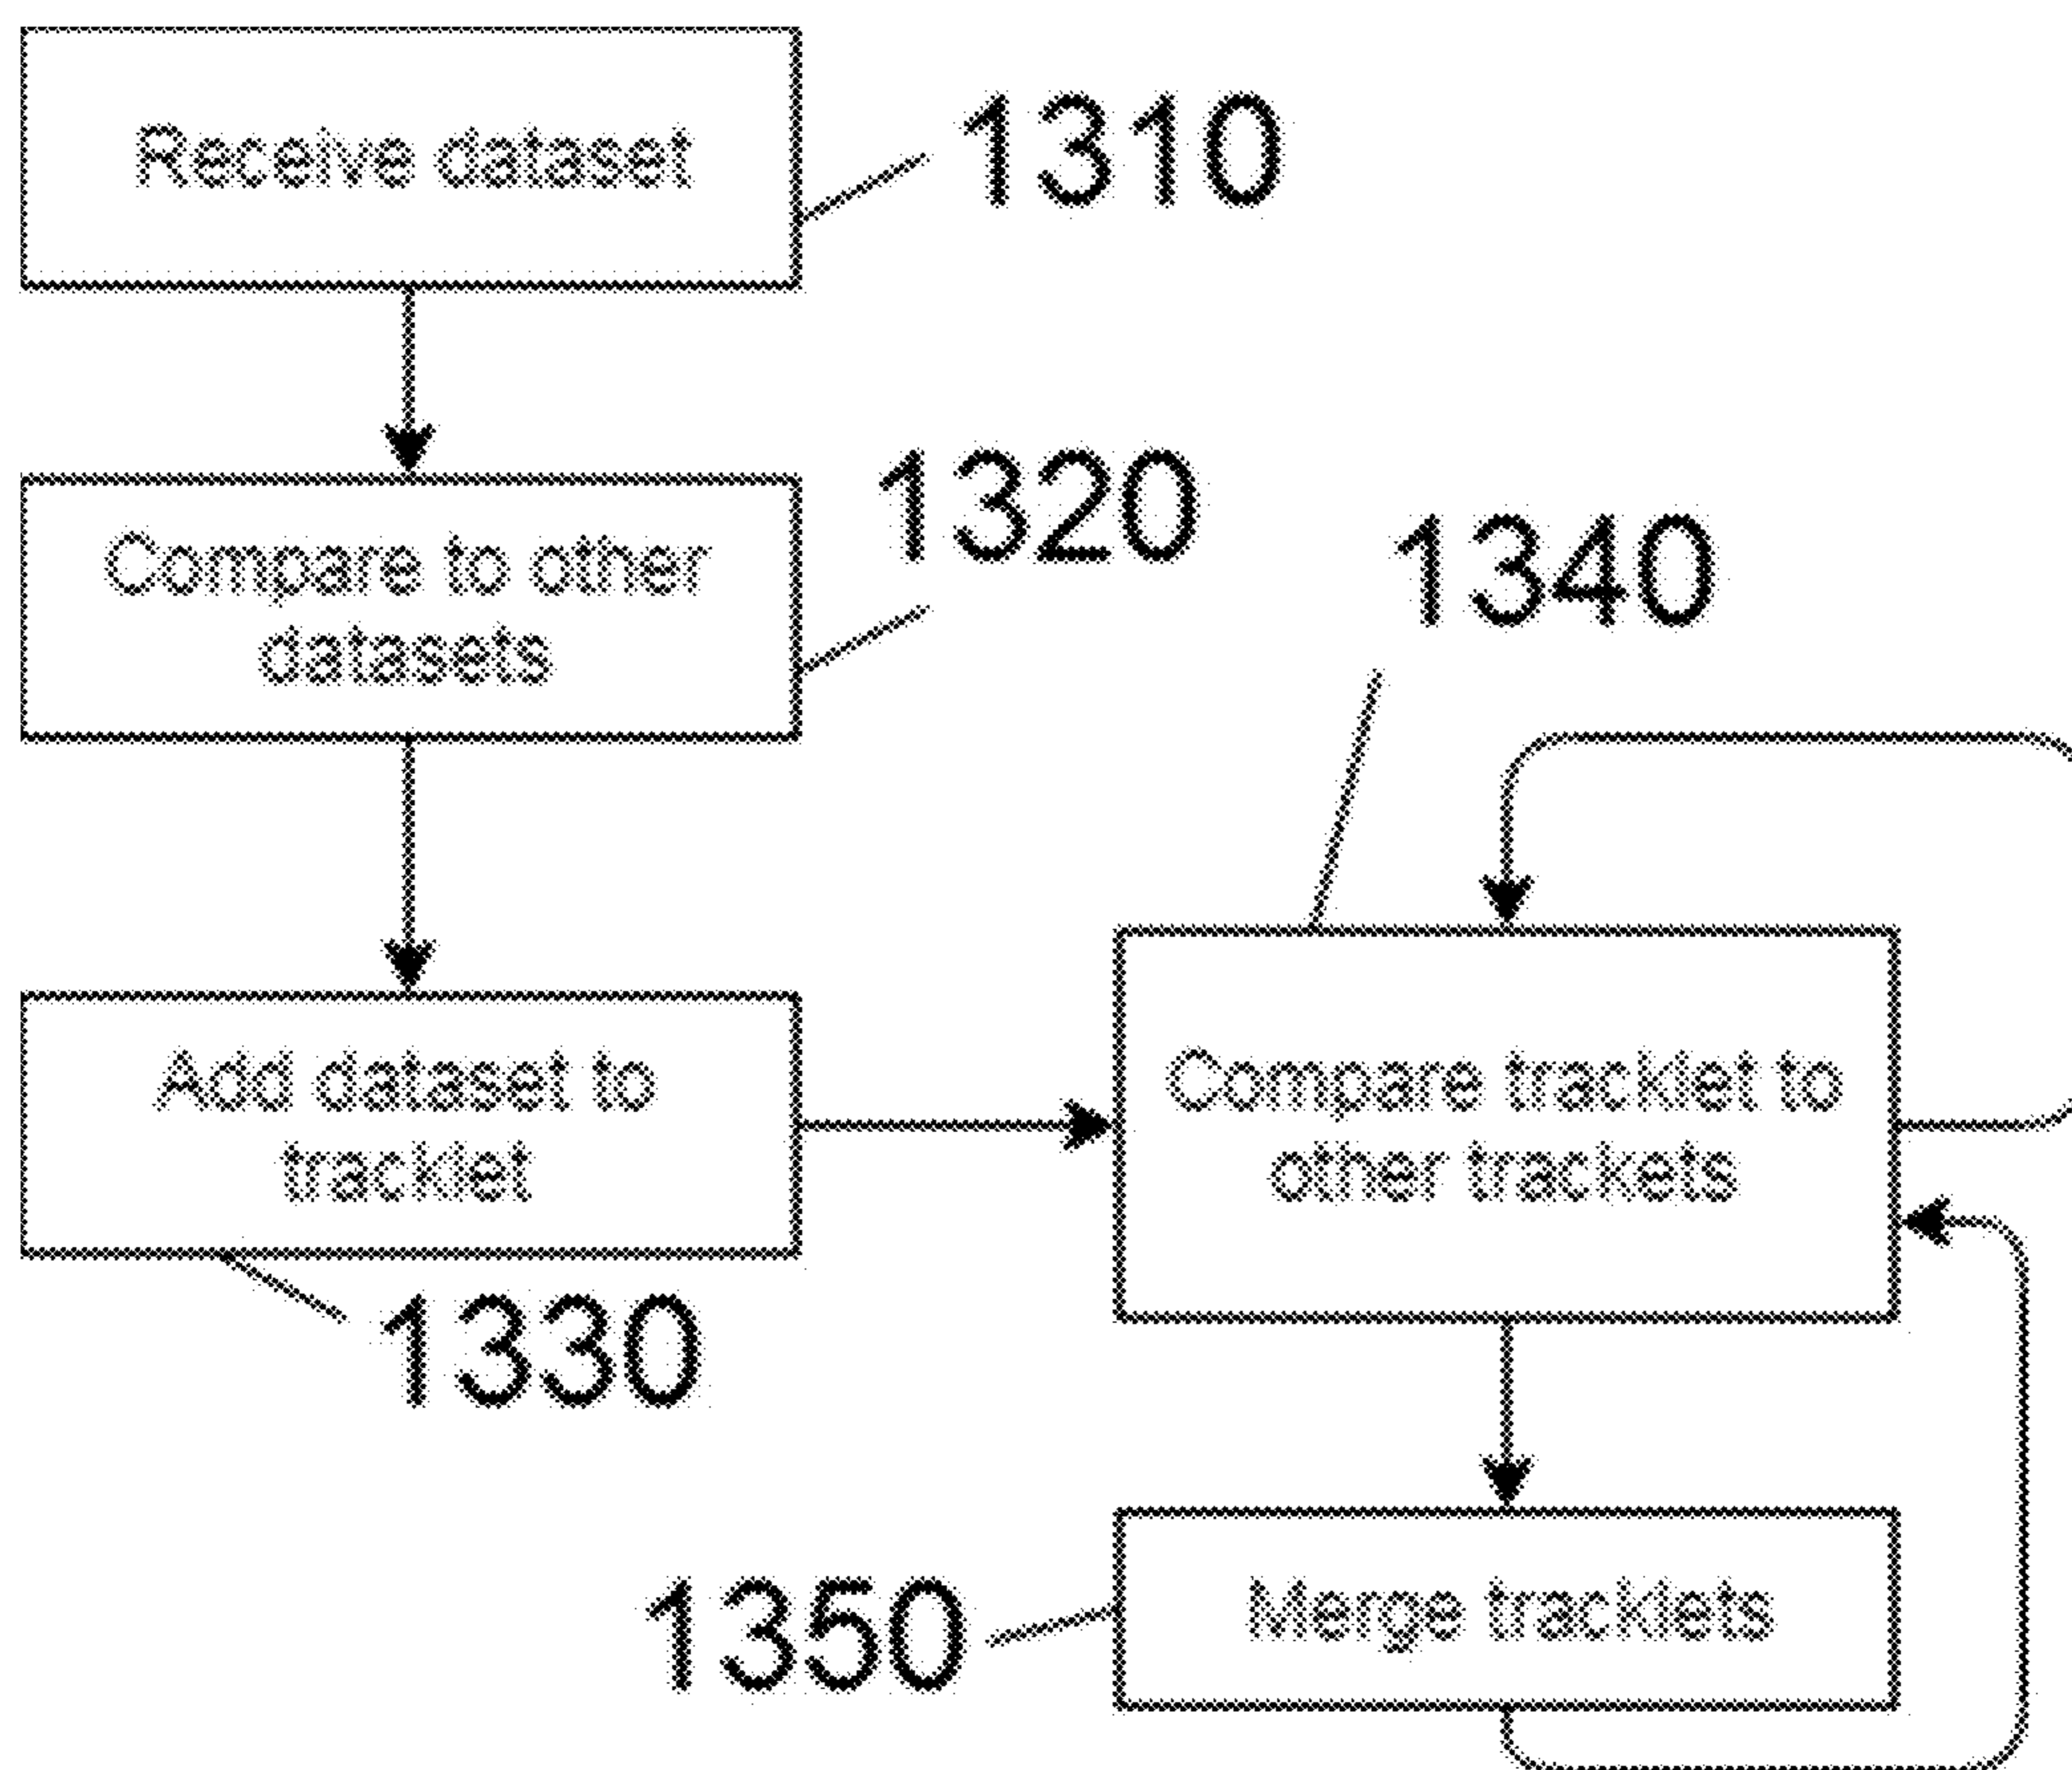 Receive dataset
1310
Compare to other
datasets
1320
Add dataset to
tracklet
1330
1340
Compare tracklet to
other trackets
Merge tracklets
1350